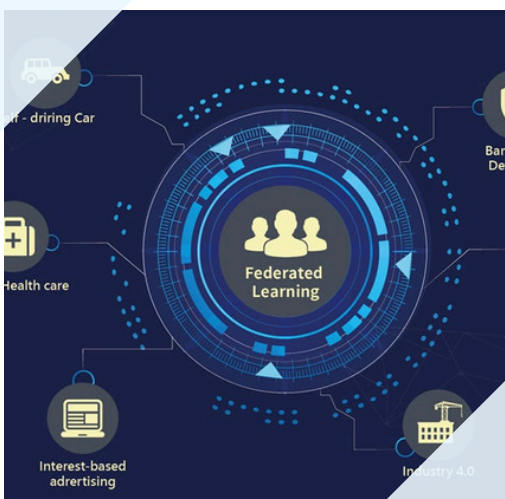 - driring Car
Federated
Learning
Health care
Interest-based
adrertising
Industry 4.0